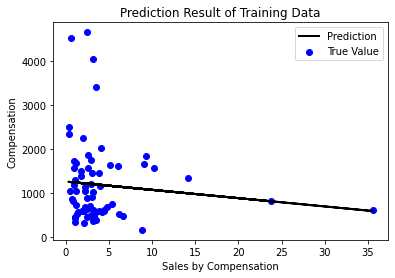 Prediction Result of Training Data
Prediction
True Value
Compensation
4000
3000
2000
1000
0
0
5
10
15
20
25
30
35
Sales by Compensation